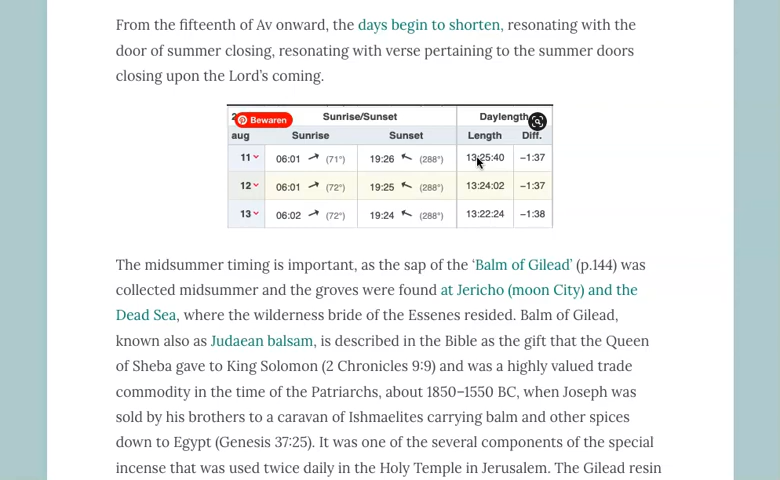 From the fifteenth of Av onward, the days begin to shorten, resonating with the
door of summer closing, resonating with verse pertaining to the summer doors
closing upon the Lord’s coming.
2 Bewaren Sunrise/Sunset Daylength
aug Sunrise Sunset Length Diff.
11 06:01 (71°) 19:26 (288°) 13:25:40 −1:37
12 06:01 (72°) 19:25 (288°) 13:24:02 −1:37
13 06:02 (72°) 19:24 (288°) 13:22:24 −1:38
The midsummer timing is important, as the sap of the ‘Balm of Gilead’ (p.144) was
collected midsummer and the groves were found at Jericho (moon City) and the
Dead Sea, where the wilderness bride of the Essenes resided. Balm of Gilead,
known also as Judaean balsam, is described in the Bible as the gift that the Queen
of Sheba gave to King Solomon (2 Chronicles 9:9) and was a highly valued trade
commodity in the time of the Patriarchs, about 1850–1550 BC, when Joseph was
sold by his brothers to a caravan of Ishmaelites carrying balm and other spices
down to Egypt (Genesis 37:25). It was one of the several components of the special
incense that was used twice daily in the Holy Temple in Jerusalem. The Gilead resin